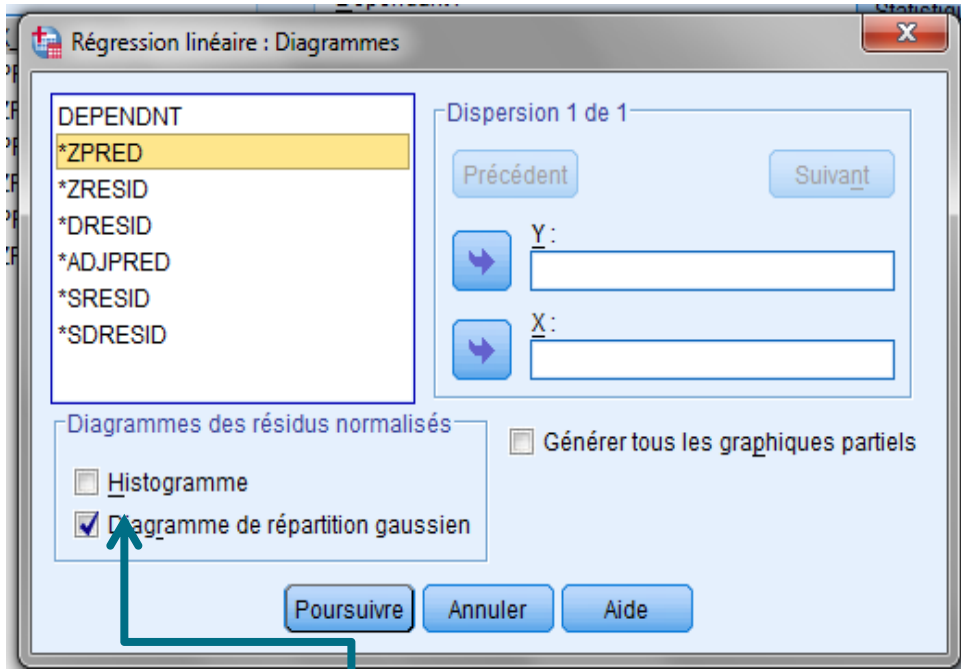 Régression linéaire : Diagrammes
DEPENDNT
*ZPRED
*ZRESID
*DRESID
*ADJPRED
*SRESID
*SDRESID
Dispersion 1 de 1
Précédent
Suivant
Y :
X :
Diagrammes des résidus normalisés
Histogramme
Diagramme de répartition gaussien
Générer tous les graphiques partiels
Poursuivre
Annuler
Aide